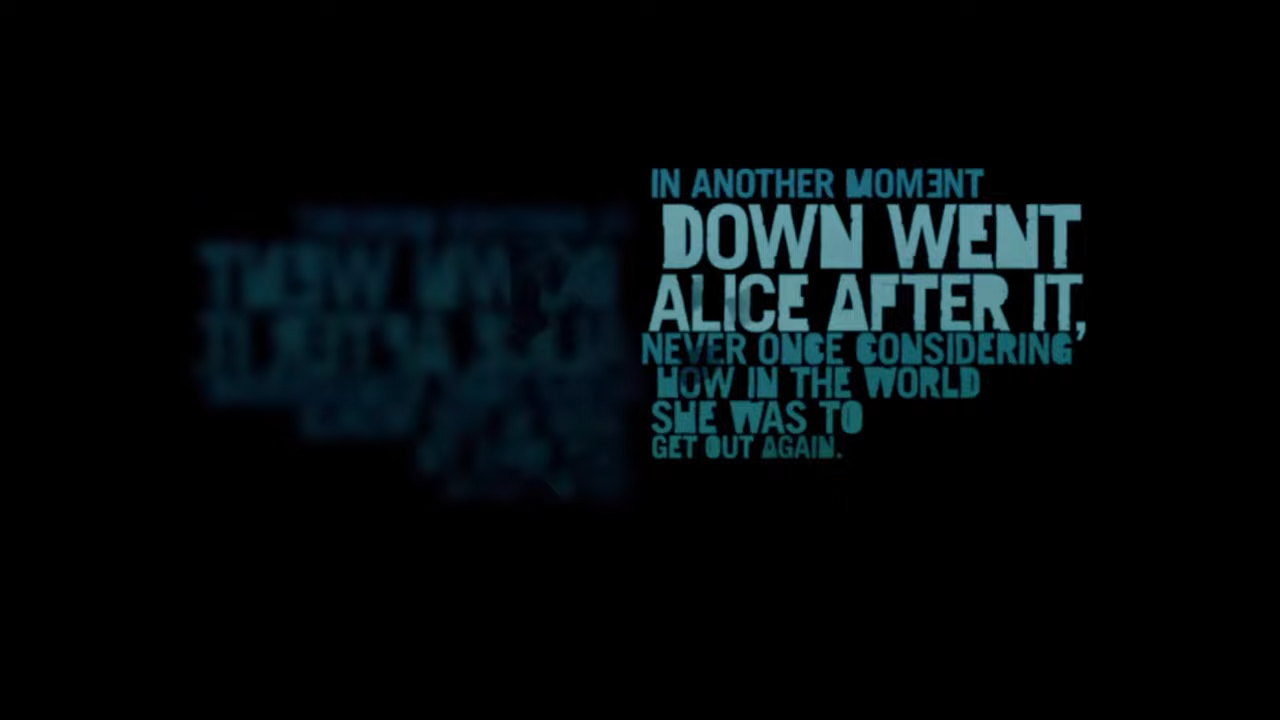 IN ANOTHER MOMENT
DOWN WENT
ALICE AFTER IT,
NEVER ONCE CONSIDERING
HOW IN THE WORLD
SHE WAS TO
GET OUT AGAIN.